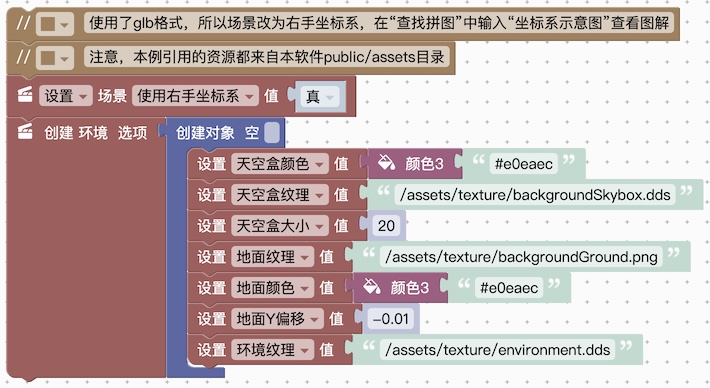 // 使用了glb格式，所以场景改为右手坐标系，在“查找拼图”中输入“坐标系示意图”查看图解
// 注意，本例引用的资源都来自本软件public/assets目录
设置 场景 使用右手坐标系 值 真
创建 环境 选项 创建对象 空
设置 天空盒颜色 值 颜色3 “ #e0eaec ”
设置 天空盒纹理 值 “ /assets/texture/backgroundSkybox.dds ”
设置 天空盒大小 值 20
设置 地面纹理 值 “ /assets/texture/backgroundGround.png ”
设置 地面颜色 值 颜色3 “ #e0eaec ”
设置 地面Y偏移 值 -0.01
设置 环境纹理 值 “ /assets/texture/environment.dds ”